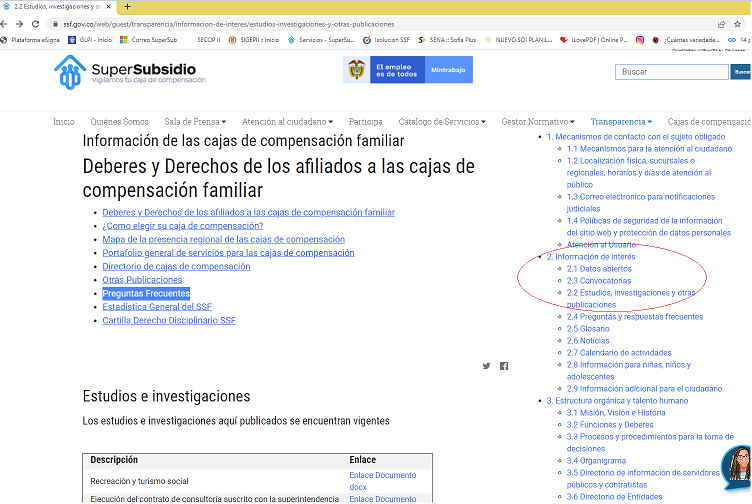 2.2 Estudios, investigaciones y o
ssf.gov.co/web/guest/transparencia/informacion-de-interes/estudios-investigaciones-y-otras-publicaciones
Plataforma eSigna
GLPI - Inicio
Correo SuperSub
SECOP II
SIGEP II :: Inicio
Servicios - SuperSu...
Isolucion SSF
SENA :: Sofia Plus
NUEVO SOI PLANIL...
iLovePDF | Online P...
¿Cuántas variedade...
14 p
SuperSubsidio
Vigilamos tu caja de compensación
El empleo
es de todos
Mintrabajo
Buscar
Buscar
Inicio
Quiénes Somos
Sala de Prensa
Atención al ciudadano
Participa
Catalogo de Servicios
Gestor Normativo
Transparencia
Cajas de compensació
Información de las cajas de compensación familiar
Deberes y Derechos de los afiliados a las cajas de
compensación familiar
Deberes y Derechos de los afiliados a las cajas de compensación familiar
¿Como elegir su caja de compensación?
Mapa de la presencia regional de las cajas de compensación
Portafolio general de servicios para las cajas de compensación
Directorio de cajas de compensación
Otras Publicaciones
Preguntas Frecuentes
Estadística General del SSF
Cartilla Derecho Disciplinario SSF
Estudios e investigaciones
Los estudios e investigaciones aquí publicados se encuentran vigentes
Descripción
Enlace
Recreación y turismo social
Enlace Documento
docx
Ejecución del contrato de consultoría suscrito con la superintendencia
Enlace Documento
1. Mecanismos de contacto con el sujeto obligado
1.1 Mecanismos para la atención al ciudadano
1.2 Localización física, sucursales o
regionales, horarios y días de atención al
público
1.3 Correo electrónico para notificaciones
judiciales
1.4 Políticas de seguridad de la información
del sitio web y protección de datos personales
Atención al Usuario
2. Información de interés
2.1 Datos abiertos
2.3 Convocatorias
2.2 Estudios, investigaciones y otras
publicaciones
2.4 Preguntas y respuestas frecuentes
2.5 Glosario
2.6 Noticias
2.7 Calendario de actividades
2.8 Información para niñas, niños y
adolescentes
2.9 Información adicional para el ciudadano
3. Estructura orgánica y talento humano
3.1 Misión, Visión e Historia
3.2 Funciones y Deberes
3.3 Procesos y procedimientos para la toma de
decisiones
3.4 Organigrama
3.5 Directorio de información de servidores
públicos y contratistas
3.6 Directorio de Entidades